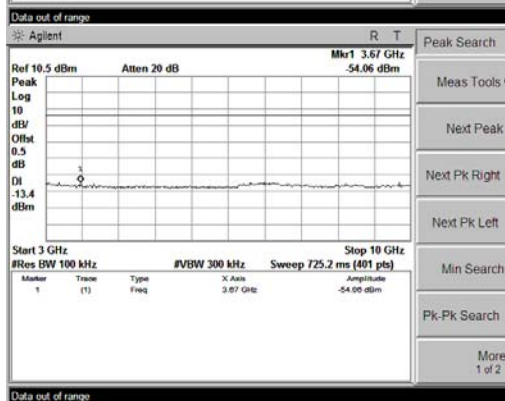 Data out of range
Agilent R T
Mkr1 3.67 GHz
Ref 10.5 dBm Atten 20 dB -54.06 dBm
Peak
Log
10
dB/
Offst
0.5
dB
DI
-13.4
dBm
1
Start 3 GHz Stop 10 GHz
#Res BW 100 kHz #VBW 300 kHz Sweep 725.2 ms (401 pts)
Marker Trace Type X Axis Amplitude
1 (1) Freq 3.67 GHz -54.06 dBm
Peak Search
Meas Tools
Next Peak
Next Pk Right
Next Pk Left
Min Search
Pk-Pk Search
More
1 of 2
Data out of range